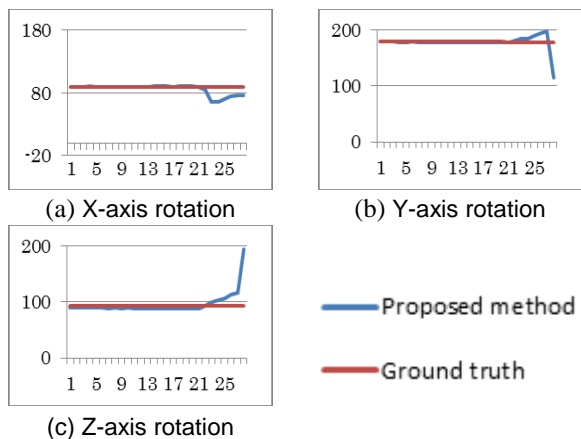 180
80
-20
1 5 9 13 17 21 25
(a) X-axis rotation
200
100
0
1 5 9 13 17 21 25
(b) Y-axis rotation
200
100
0
1 5 9 13 17 21 25
(c) Z-axis rotation
Proposed method
Ground truth